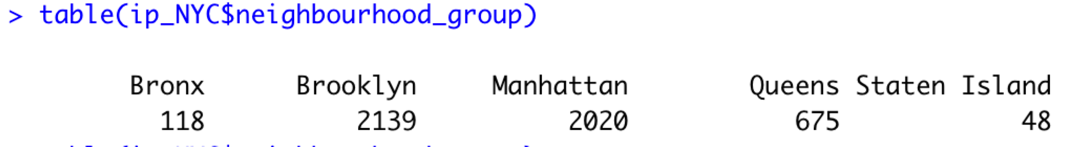 > table(ip_NYC$neighbourhood_group)
Bronx Brooklyn Manhattan Queens Staten Island
118 2139 2020 675 48